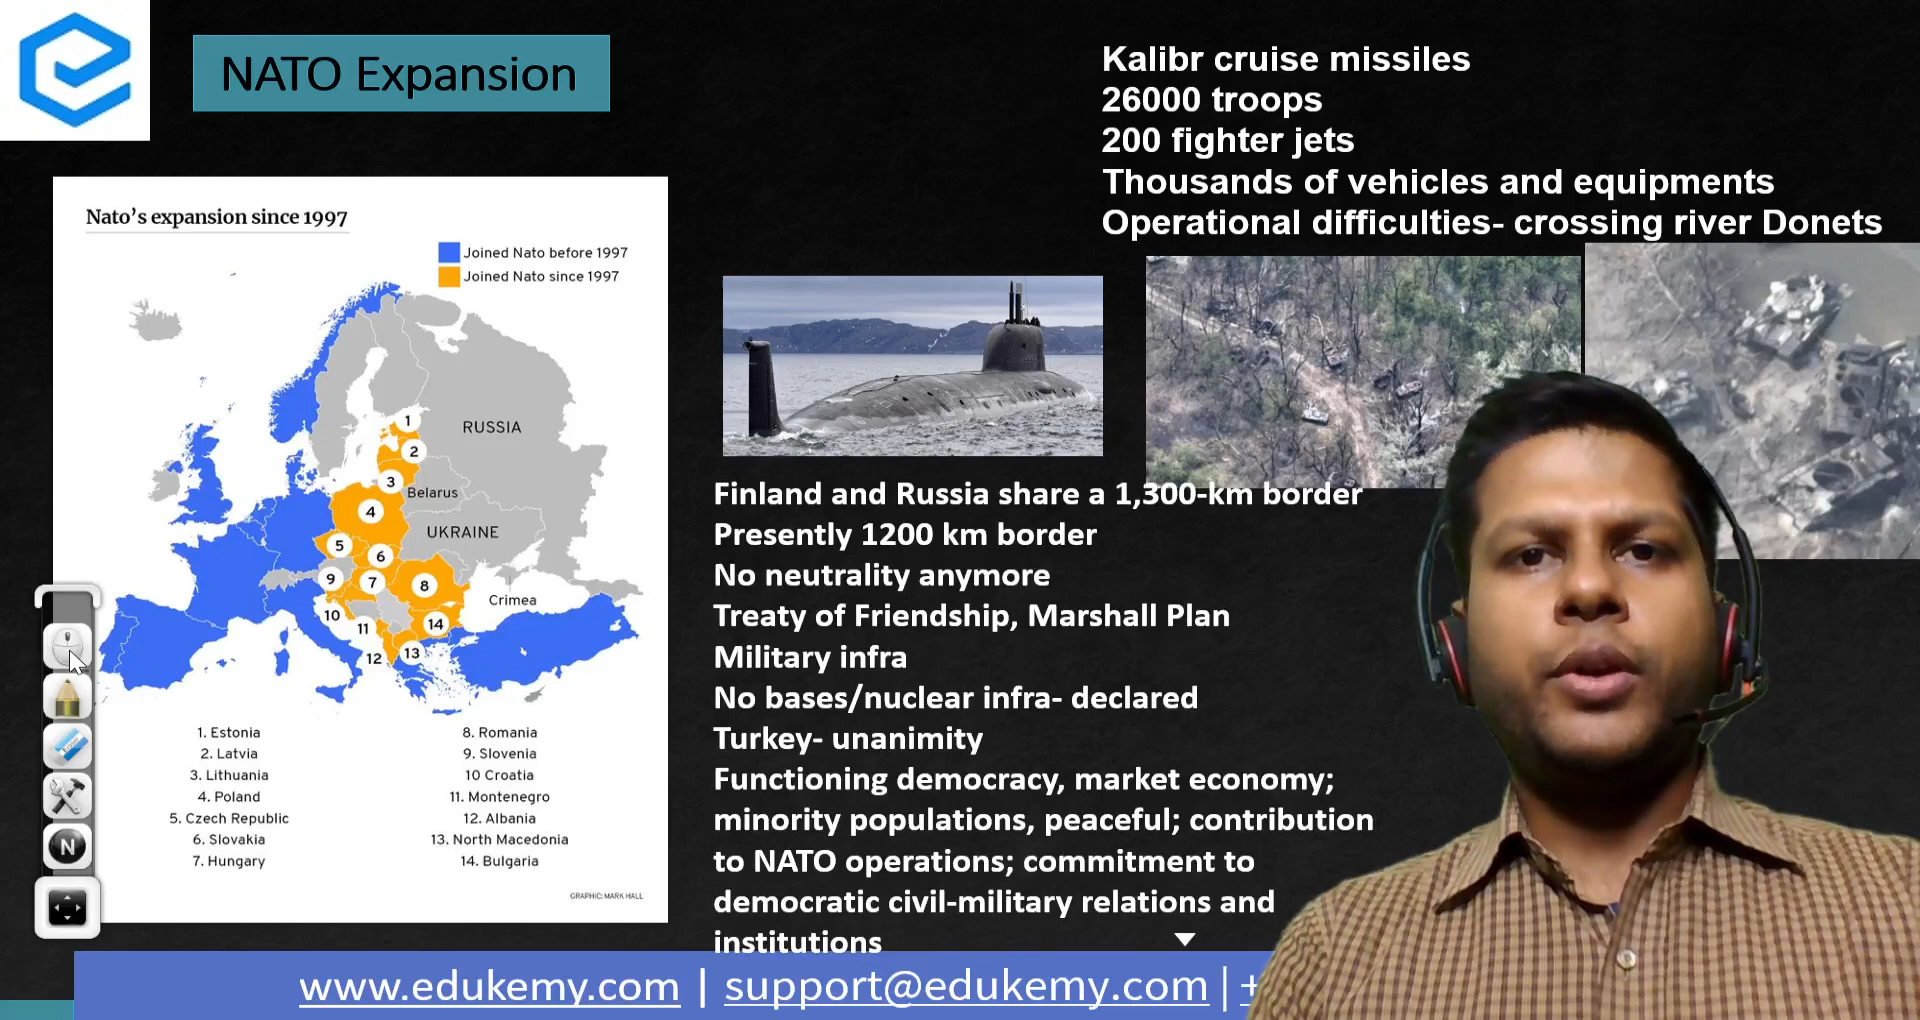 NATO Expansion
Kalibr cruise missiles
26000 troops
200 fighter jets
Thousands of vehicles and equipments
Operational difficulties- crossing river Donets
Nato's expansion since 1997
Joined Nato before 1997
Joined Nato since 1997
RUSSIA
Belarus
UKRAINE
Crimea
1
2
3
4
5
6
7
8
9
10
11
12
13
14
1. Estonia
2. Latvia
3. Lithuania
4. Poland
5. Czech Republic
6. Slovakia
7. Hungary
8. Romania
9. Slovenia
10 Croatia
11. Montenegro
12. Albania
13. North Macedonia
14. Bulgaria
GRAPHIC: MARK HALL
Finland and Russia share a 1,300-km border
Presently 1200 km border
No neutrality anymore
Treaty of Friendship, Marshall Plan
Military infra
No bases/nuclear infra- declared
Turkey- unanimity
Functioning democracy, market economy;
minority populations, peaceful; contribution
to NATO operations; commitment to
democratic civil-military relations and
institutions
N
www.edukemy.com | support@edukemy.com | +